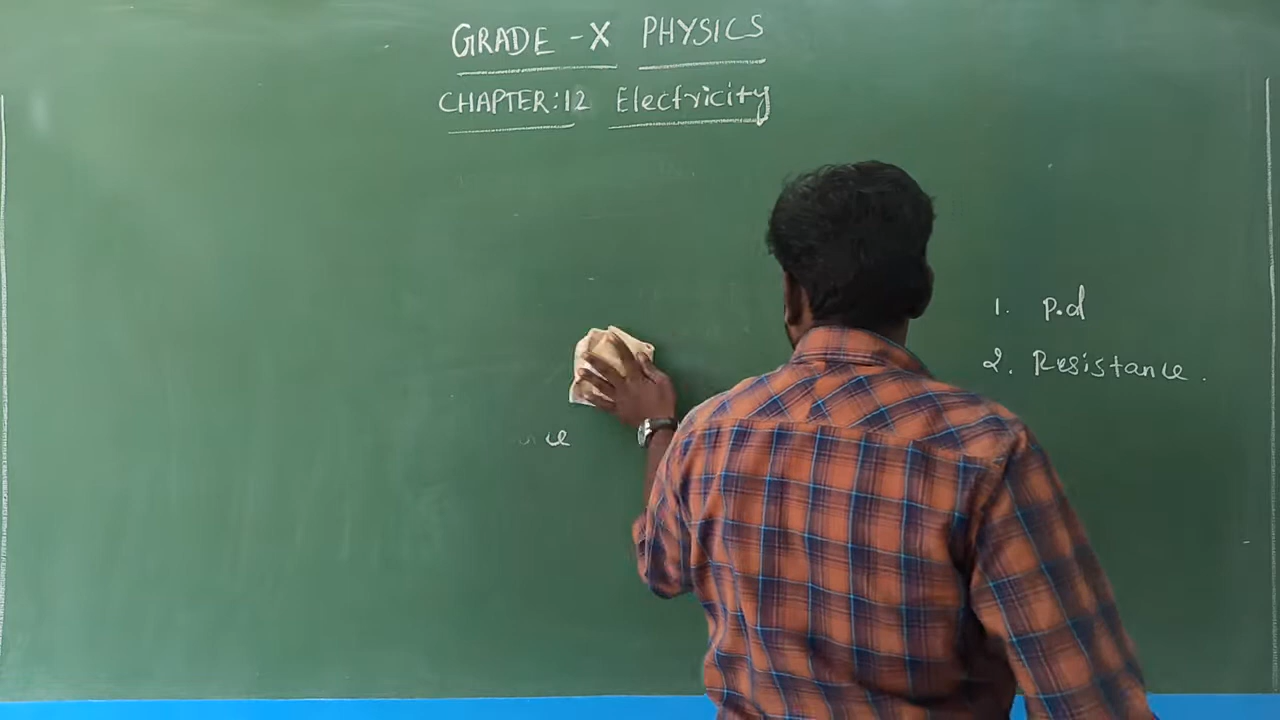 GRADE - X PHYSICS
CHAPTER:12 Electricity
1. P.d
2. Resistance.